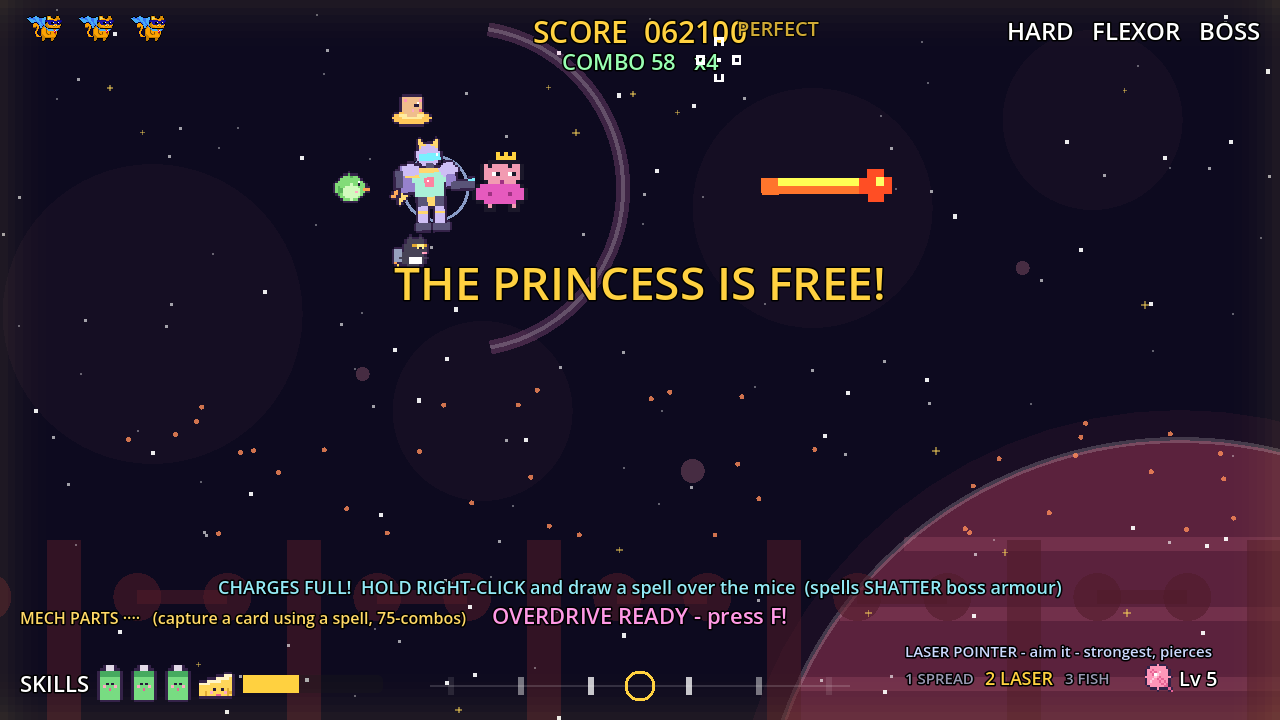 SCORE 062100 PERFECT
COMBO 58 x4
HARD FLEXOR BOSS
THE PRINCESS IS FREE!
CHARGES FULL! HOLD RIGHT-CLICK and draw a spell over the mice (spells SHATTER boss armour)
MECH PARTS ···· (capture a card using a spell, 75-combos)
OVERDRIVE READY - press F!
LASER POINTER - aim it - strongest, pierces
1 SPREAD 2 LASER 3 FISH
Lv 5
SKILLS